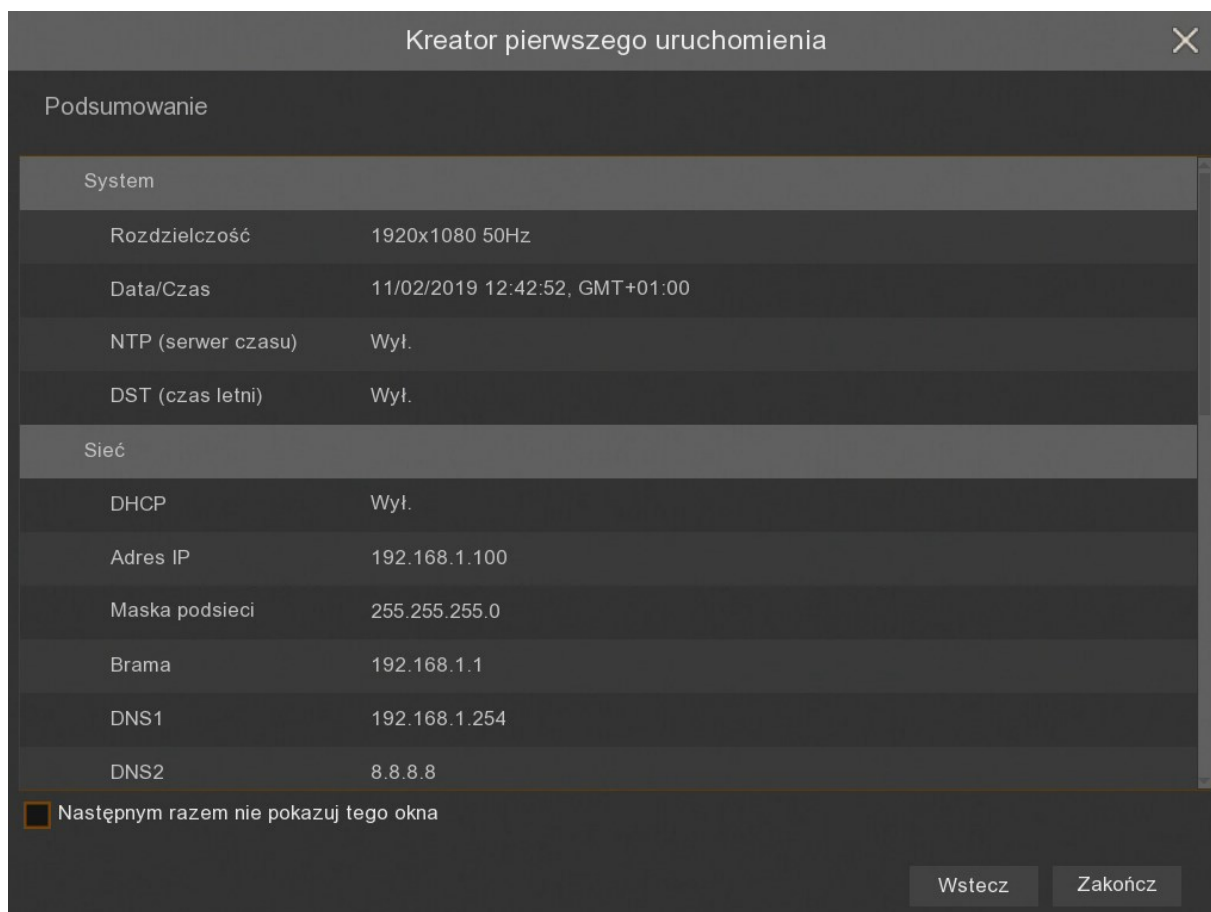 Kreator pierwszego uruchomienia
Podsumowanie
System
Rozdzielczość 1920x1080 50Hz
Data/Czas 11/02/2019 12:42:52, GMT+01:00
NTP (serwer czasu) Wył.
DST (czas letni) Wył.
Sieć
DHCP Wył.
Adres IP 192.168.1.100
Maska podsieci 255.255.255.0
Brama 192.168.1.1
DNS1 192.168.1.254
DNS2 8.8.8.8
Następnym razem nie pokazuj tego okna
Wstecz Zakończ